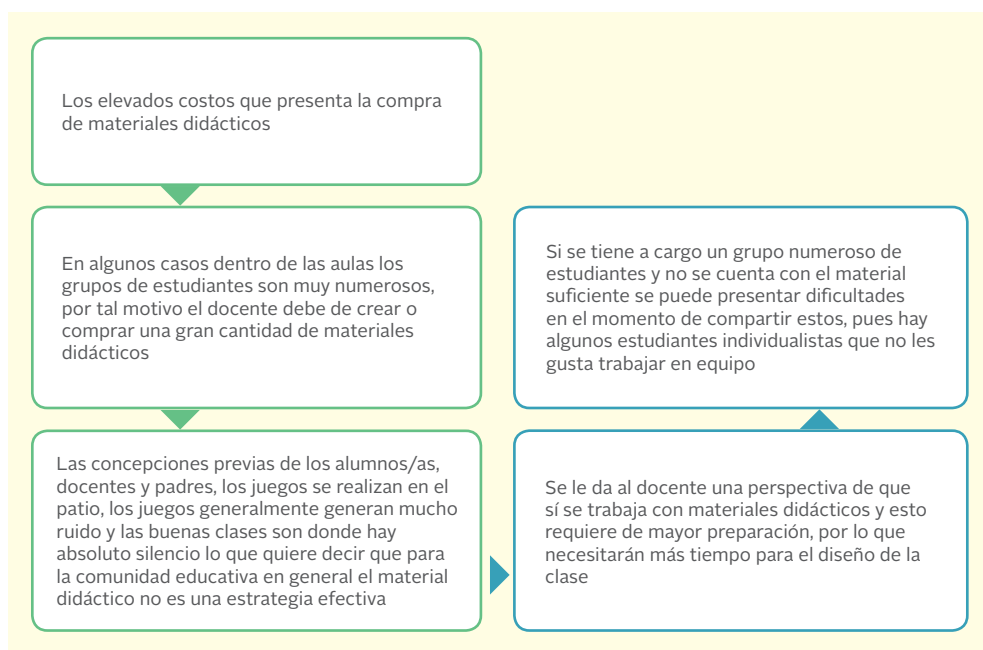 Los elevados costos que presenta la compra
de materiales didácticos
En algunos casos dentro de las aulas los
grupos de estudiantes son muy numerosos,
por tal motivo el docente debe de crear o
comprar una gran cantidad de materiales
didácticos
Las concepciones previas de los alumnos/as,
docentes y padres, los juegos se realizan en el
patio, los juegos generalmente generan mucho
ruido y las buenas clases son donde hay
absoluto silencio lo que quiere decir que para
la comunidad educativa en general el material
didáctico no es una estrategia efectiva
Se le da al docente una perspectiva de que
sí se trabaja con materiales didácticos y esto
requiere de mayor preparación, por lo que
necesitarán más tiempo para el diseño de la
clase
Si se tiene a cargo un grupo numeroso de
estudiantes y no se cuenta con el material
suficiente se puede presentar dificultades
en el momento de compartir estos, pues hay
algunos estudiantes individualistas que no les
gusta trabajar en equipo